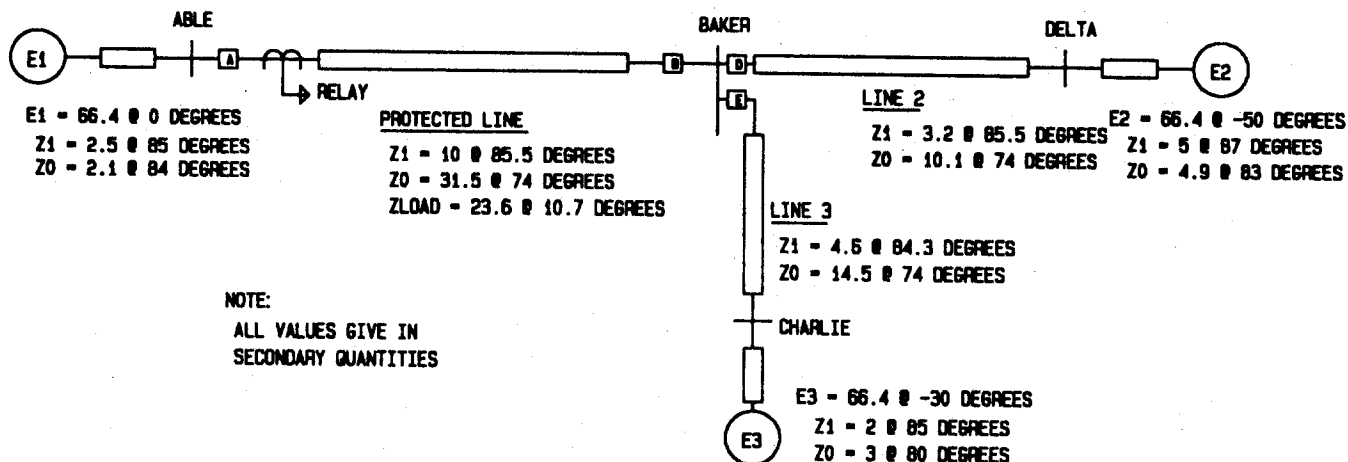 ABLE
BAKER
DELTA
E1
A
B
D
E2
E
RELAY
E1 = 66.4 @ 0 DEGREES
Z1 = 2.5 @ 85 DEGREES
Z0 = 2.1 @ 84 DEGREES
PROTECTED LINE
Z1 = 10 @ 85.5 DEGREES
Z0 = 31.5 @ 74 DEGREES
ZLOAD = 23.6 @ 10.7 DEGREES
LINE 2
Z1 = 3.2 @ 85.5 DEGREES
Z0 = 10.1 @ 74 DEGREES
E2 = 66.4 @ -50 DEGREES
Z1 = 5 @ 87 DEGREES
Z0 = 4.9 @ 83 DEGREES
LINE 3
Z1 = 4.6 @ 84.3 DEGREES
Z0 = 14.5 @ 74 DEGREES
NOTE:
ALL VALUES GIVE IN
SECONDARY QUANTITIES
CHARLIE
E3 = 66.4 @ -30 DEGREES
Z1 = 2 @ 85 DEGREES
Z0 = 3 @ 80 DEGREES
E3